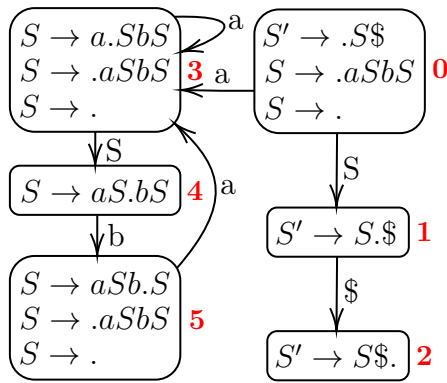 S → a.SbS
S → .aSbS
S → .
3
a
a
S' → .S$
S → .aSbS
S → .
0
S
S → aS.bS
4
a
b
S → aSb.S
S → .aSbS
S → .
5
S
S' → S.$
1
$
S' → S$.
2